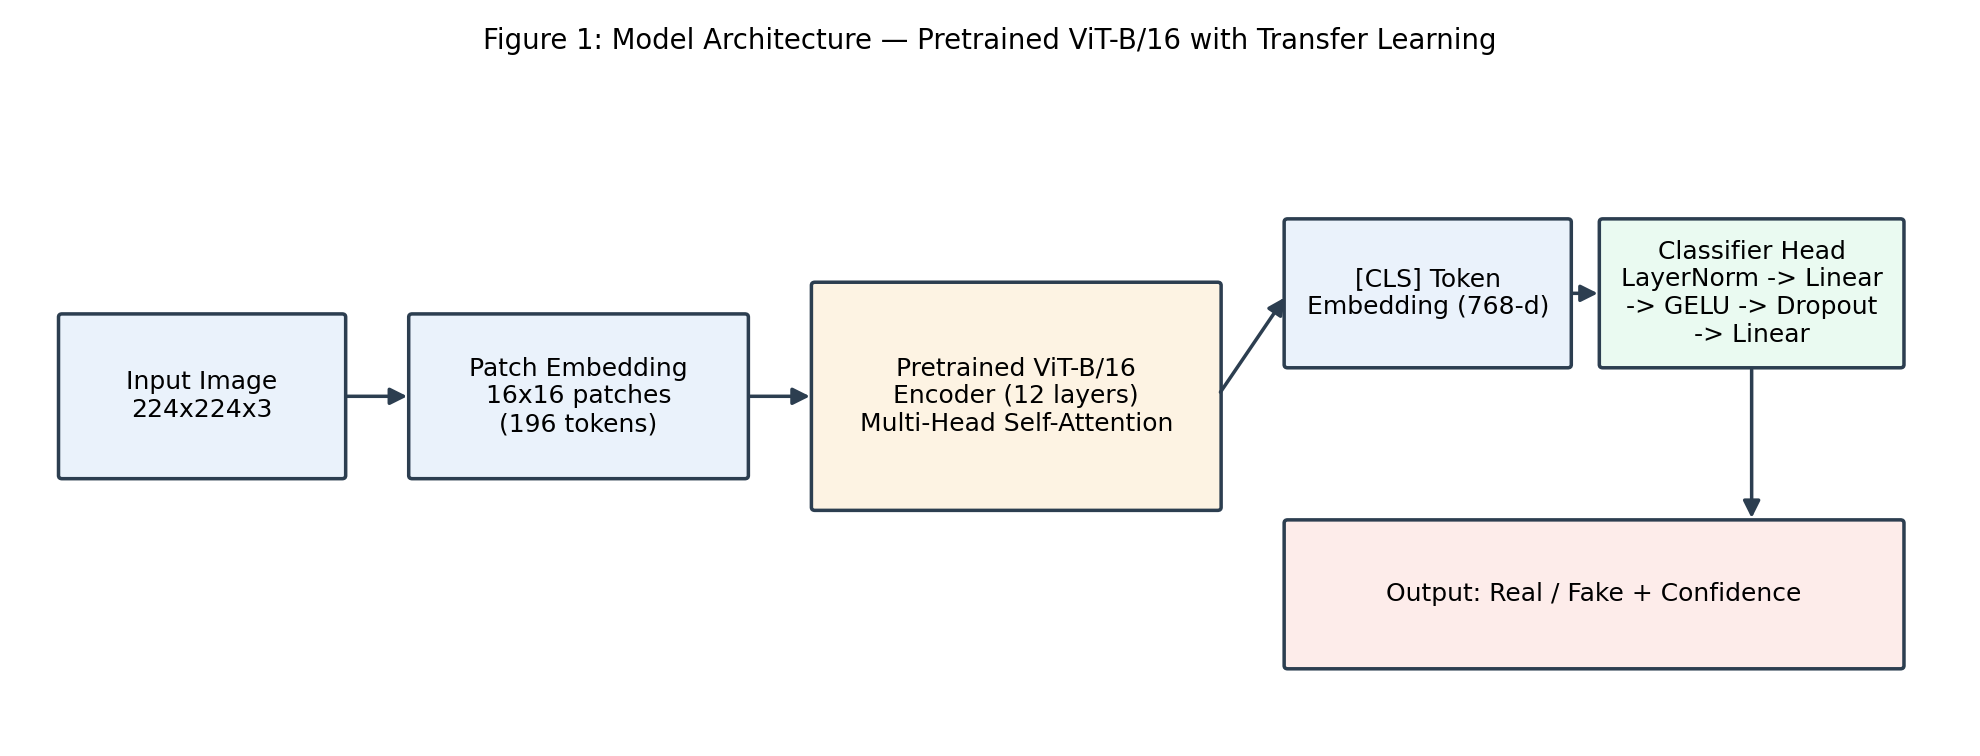 Figure 1: Model Architecture — Pretrained ViT-B/16 with Transfer Learning
Input Image
224x224x3
Patch Embedding
16x16 patches
(196 tokens)
Pretrained ViT-B/16
Encoder (12 layers)
Multi-Head Self-Attention
[CLS] Token
Embedding (768-d)
Classifier Head
LayerNorm -> Linear
-> GELU -> Dropout
-> Linear
Output: Real / Fake + Confidence